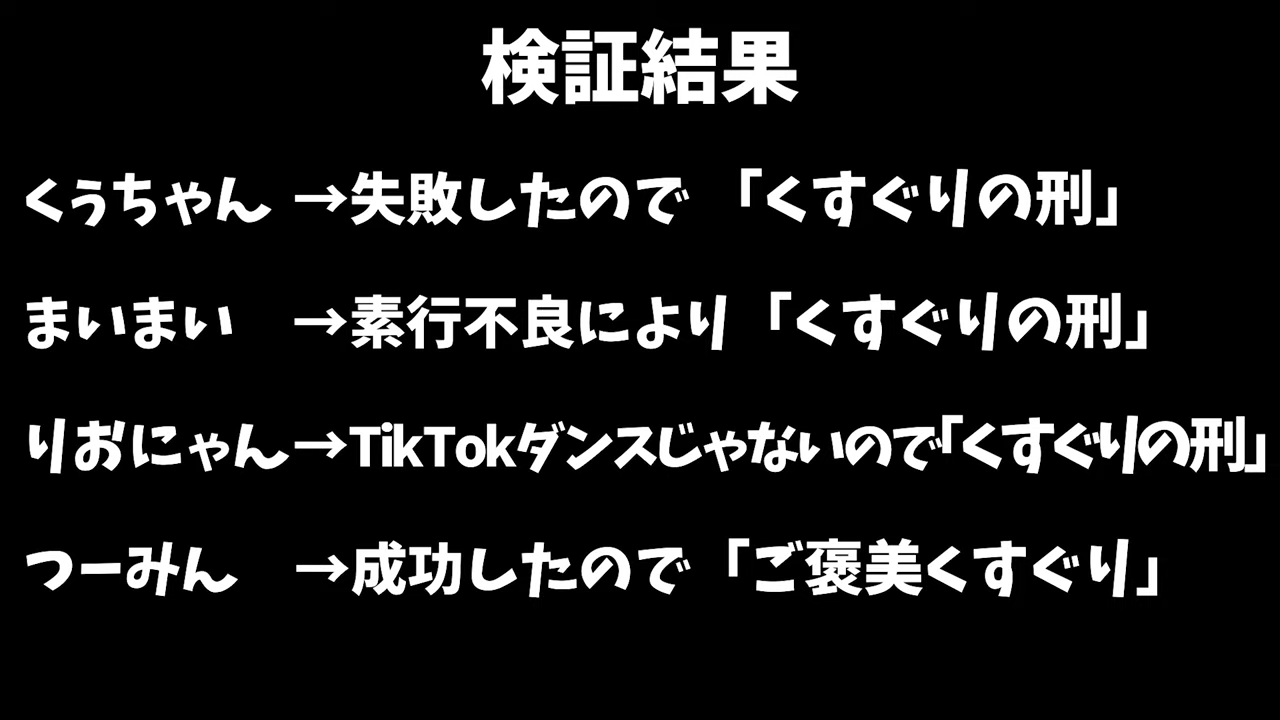 検証結果
くぅちゃん →失敗したので 「くすぐりの刑」
まいまい →素行不良により「くすぐりの刑」
りおにゃん→TikTokダンスじゃないので「くすぐりの刑」
つーみん →成功したので「ご褒美くすぐり」